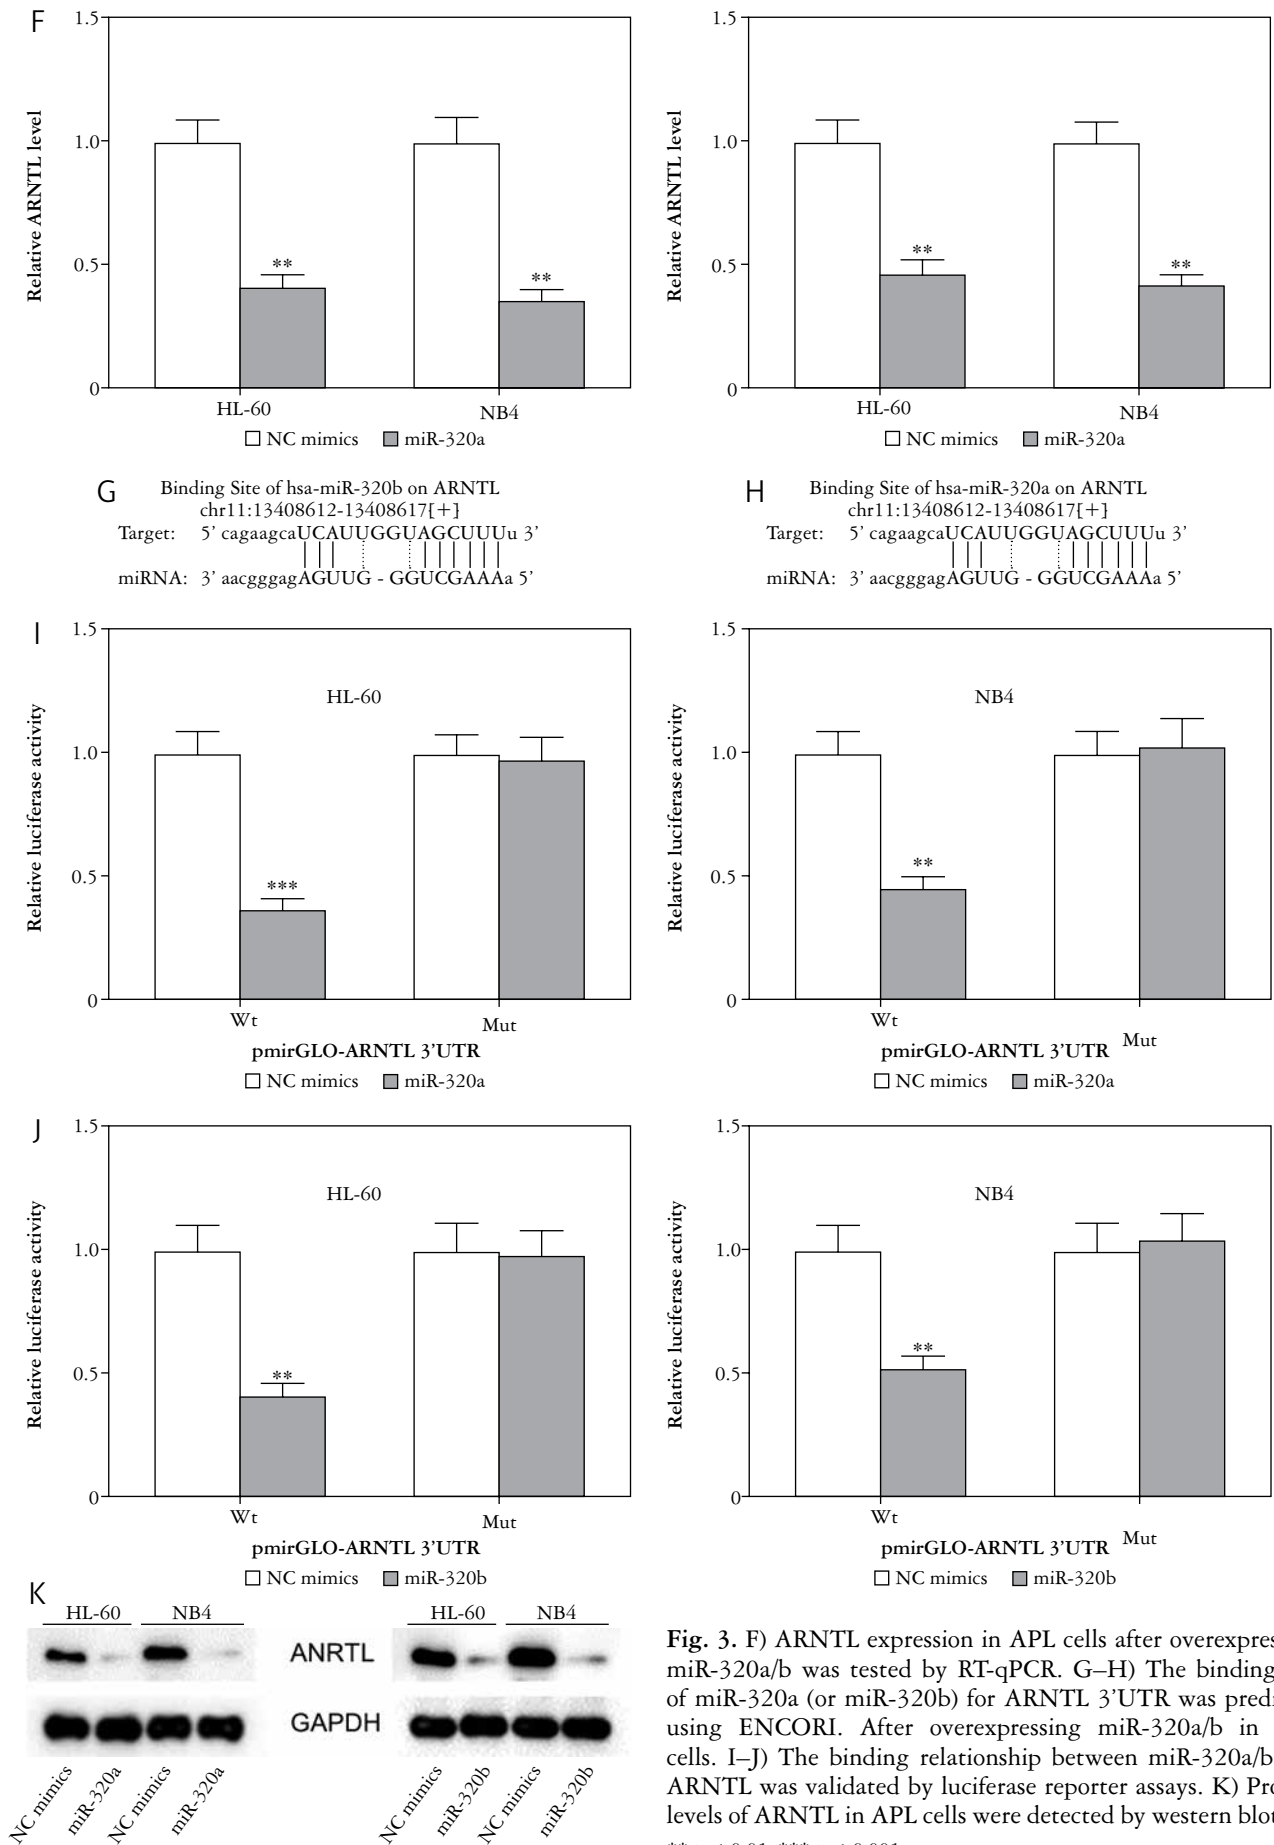 F
1.5
1.0
0.5
0
Relative ARNTL level
**
**
HL-60
NB4
NC mimics miR-320a
1.5
1.0
0.5
0
Relative ARNTL level
**
**
HL-60
NB4
NC mimics miR-320a
G
Binding Site of hsa-miR-320b on ARNTL
chr11:13408612-13408617[+]
Target: 5’ cagaagcaUCAUUGGUAGCUUUu 3’
miRNA: 3’ aacgggagAGUUG - GGUCGAAAa 5’
H
Binding Site of hsa-miR-320a on ARNTL
chr11:13408612-13408617[+]
Target: 5’ cagaagcaUCAUUGGUAGCUUUu 3’
miRNA: 3’ aacgggagAGUUG - GGUCGAAAa 5’
I
1.5
1.0
0.5
0
Relative luciferase activity
HL-60
***
Wt
Mut
pmirGLO-ARNTL 3’UTR
NC mimics miR-320a
1.5
1.0
0.5
0
Relative luciferase activity
NB4
**
Wt
Mut
pmirGLO-ARNTL 3’UTR
NC mimics miR-320a
J
1.5
1.0
0.5
0
Relative luciferase activity
HL-60
**
Wt
Mut
pmirGLO-ARNTL 3’UTR
NC mimics miR-320b
1.5
1.0
0.5
0
Relative luciferase activity
NB4
**
Wt
Mut
pmirGLO-ARNTL 3’UTR
NC mimics miR-320b
K
HL-60 NB4
ANRTL
GAPDH
NC mimics miR-320a NC mimics miR-320a
HL-60 NB4
NC mimics miR-320b NC mimics miR-320b
Fig. 3. F) ARNTL expression in APL cells after overexpres
miR-320a/b was tested by RT-qPCR. G–H) The binding
of miR-320a (or miR-320b) for ARNTL 3’UTR was predi
using ENCORI. After overexpressing miR-320a/b in
cells. I–J) The binding relationship between miR-320a/b
ARNTL was validated by luciferase reporter assays. K) Pro
levels of ARNTL in APL cells were detected by western blot